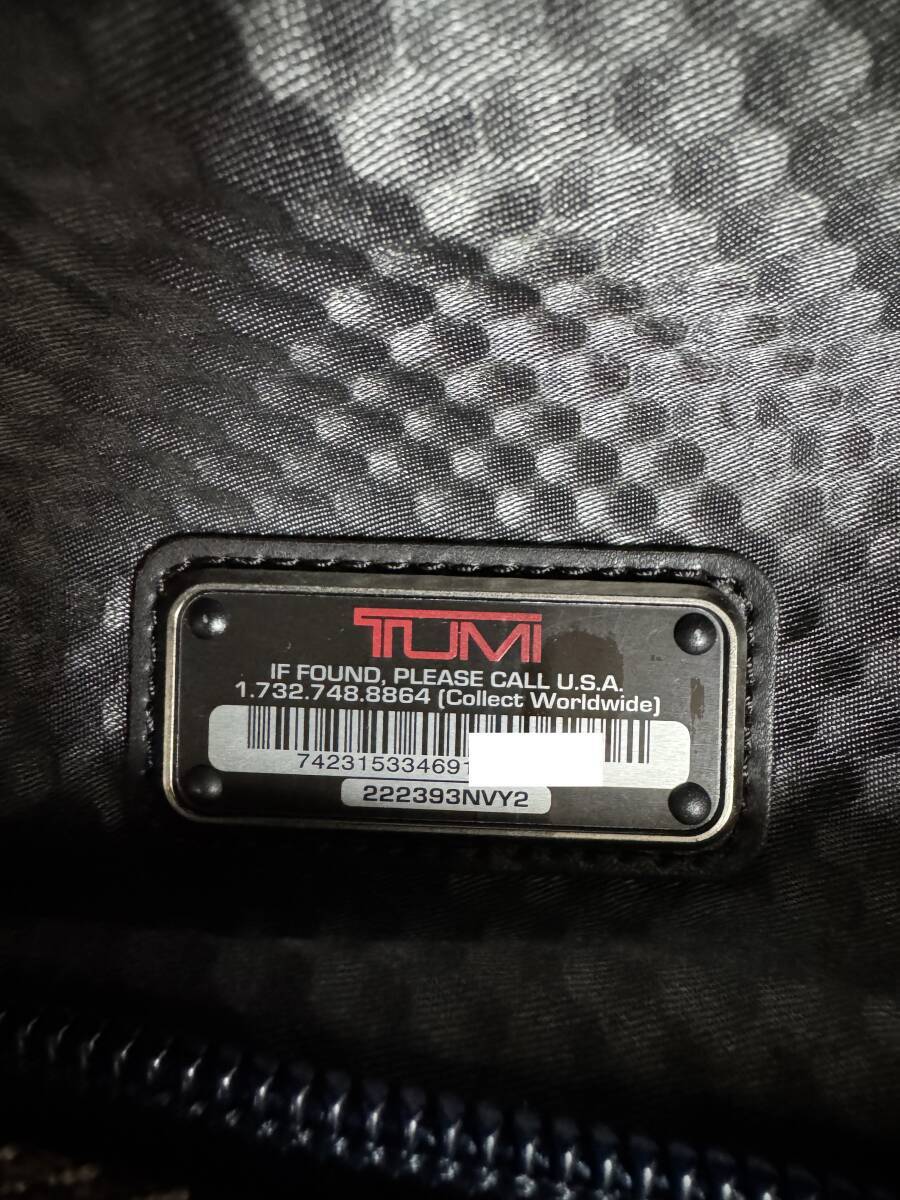 TUMI
IF FOUND, PLEASE CALL U.S.A.
1.732.748.8864 (Collect Worldwide)
74231533469
222393NVY2